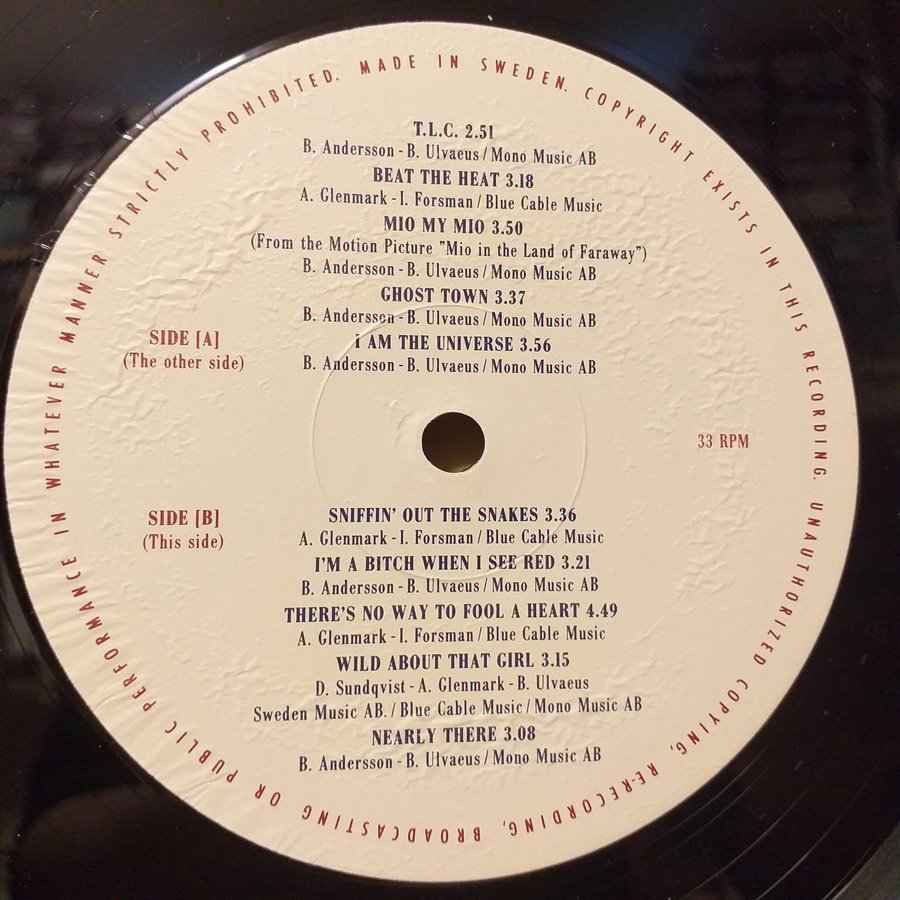 MADE IN SWEDEN. COPYRIGHT EXISTS IN THIS RECORDING. UNAUTHORIZED COPYING, RE-RECORDING, BROADCASTING OR PUBLIC PERFORMANCE IN WHATEVER MANNER STRICTLY PROHIBITED.
T.L.C. 2.51
B. Andersson - B. Ulvaeus / Mono Music AB
BEAT THE HEAT 3.18
A. Glenmark - I. Forsman / Blue Cable Music
MIO MY MIO 3.50
(From the Motion Picture "Mio in the Land of Faraway")
B. Andersson - B. Ulvaeus / Mono Music AB
GHOST TOWN 3.37
B. Andersson - B. Ulvaeus / Mono Music AB
I AM THE UNIVERSE 3.56
B. Andersson - B. Ulvaeus / Mono Music AB
SIDE [A]
(The other side)
33 RPM
SIDE [B]
(This side)
SNIFFIN' OUT THE SNAKES 3.36
A. Glenmark - I. Forsman / Blue Cable Music
I'M A BITCH WHEN I SEE RED 3.21
B. Andersson - B. Ulvaeus / Mono Music AB
THERE'S NO WAY TO FOOL A HEART 4.49
A. Glenmark - I. Forsman / Blue Cable Music
WILD ABOUT THAT GIRL 3.15
D. Sundqvist - A. Glenmark - B. Ulvaeus
Sweden Music AB. / Blue Cable Music / Mono Music AB
NEARLY THERE 3.08
B. Andersson - B. Ulvaeus / Mono Music AB